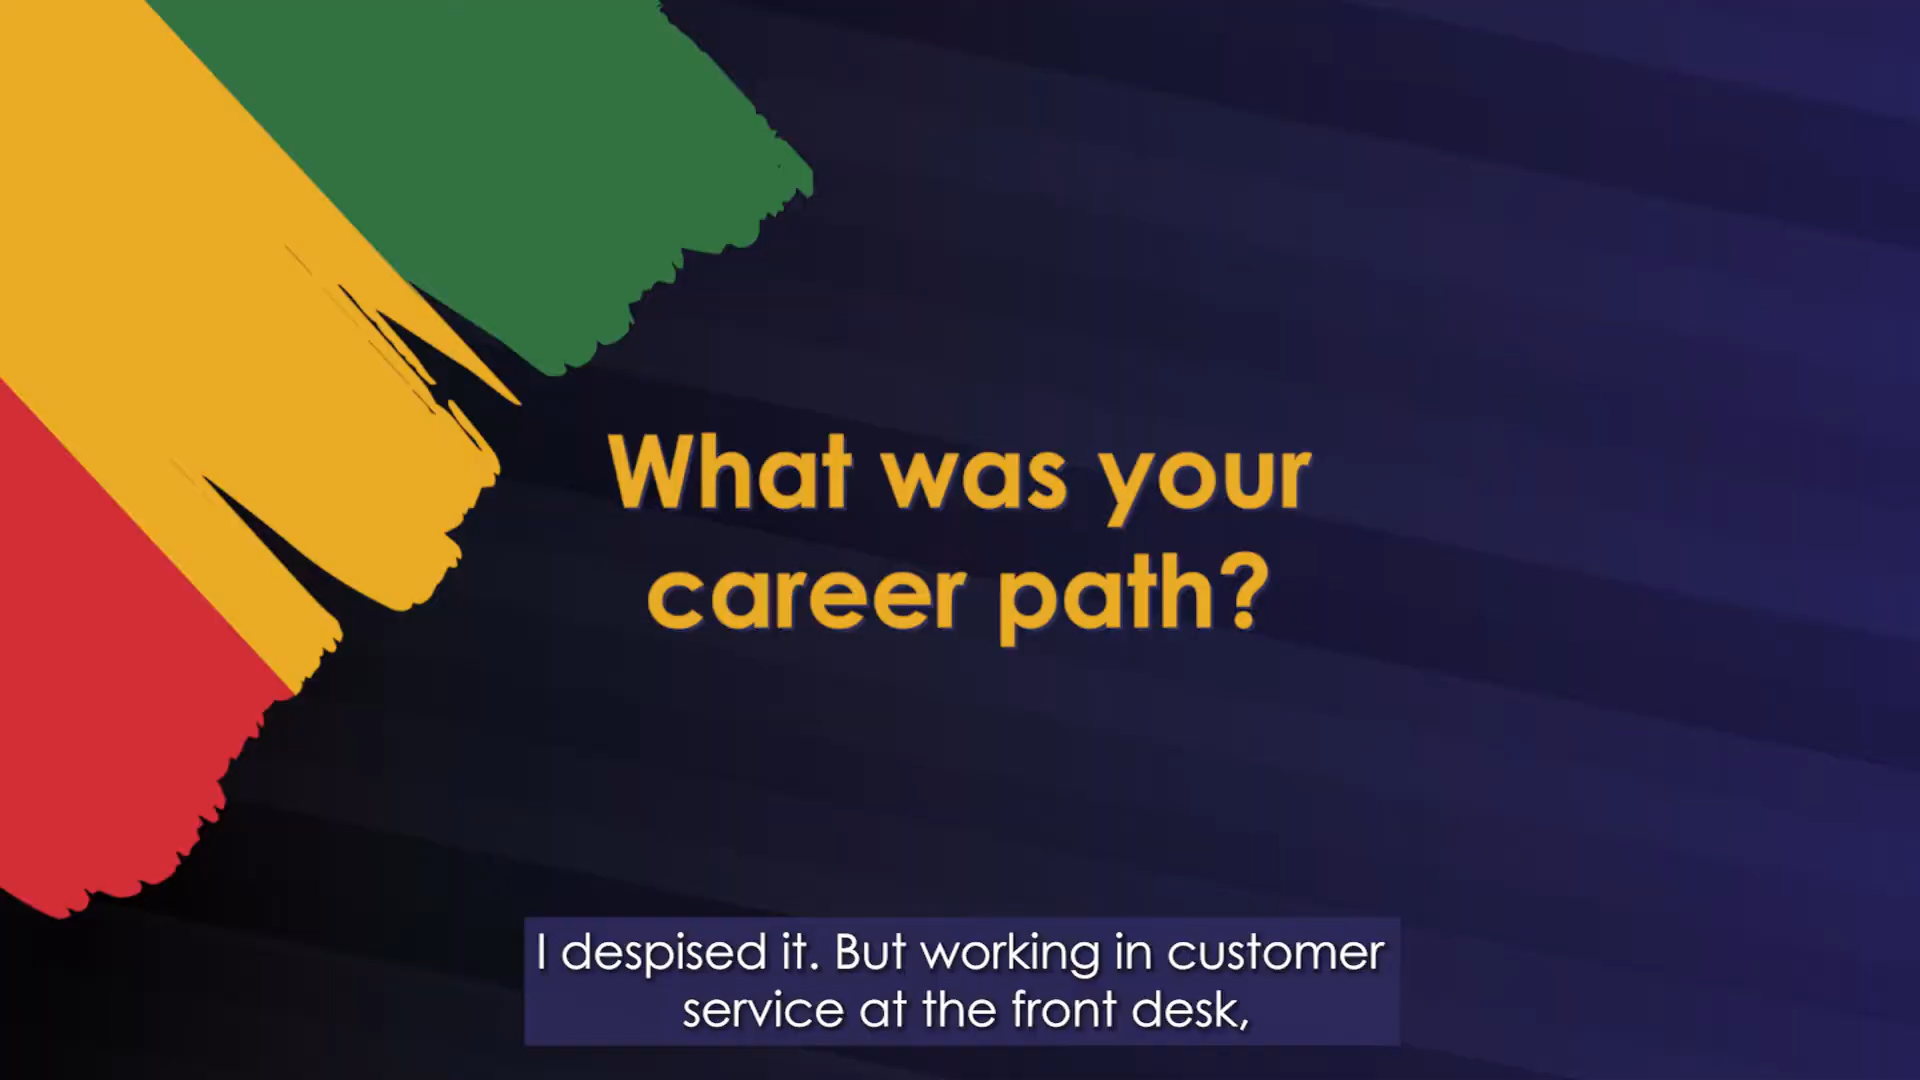 What was your
career path?
I despised it. But working in customer
service at the front desk,